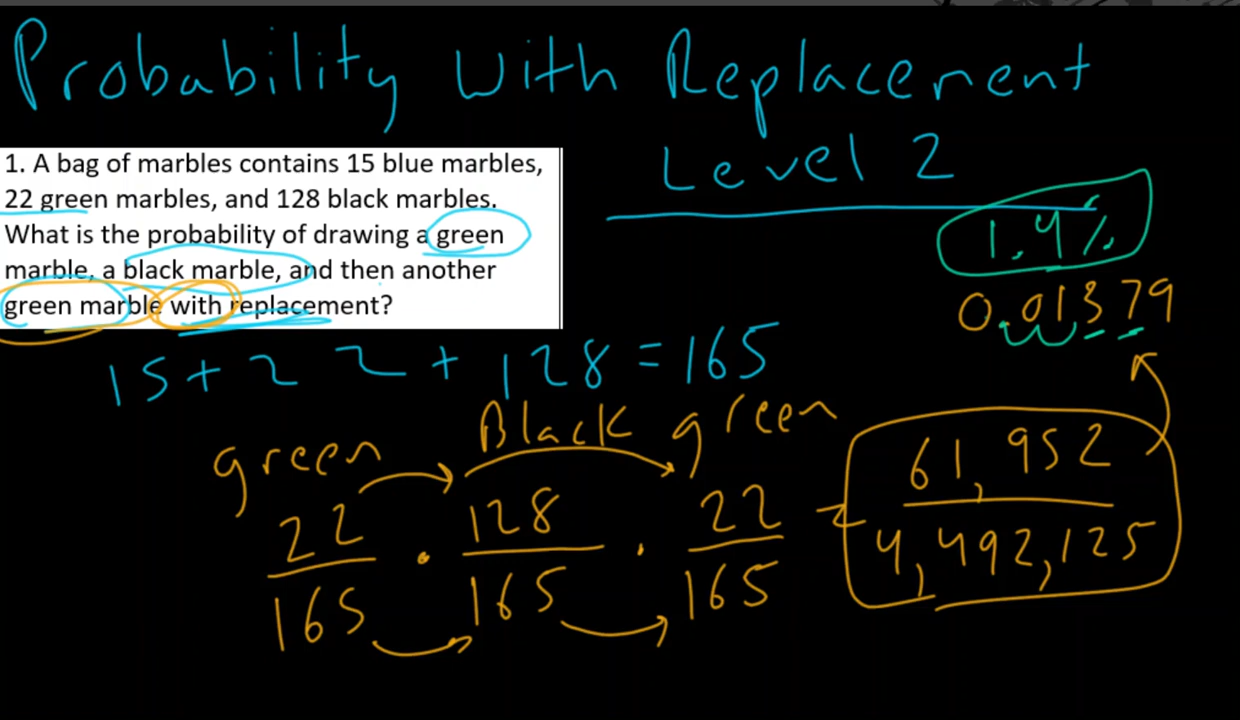 Probability With Replacement
Level 2
1. A bag of marbles contains 15 blue marbles,
22 green marbles, and 128 black marbles.
What is the probability of drawing a green
marble, a black marble, and then another
green marble with replacement?
1.4%
0.01379
15 + 22 + 128 = 165
green Black green
22/165 · 128/165 · 22/165 = 61,952/4,492,125